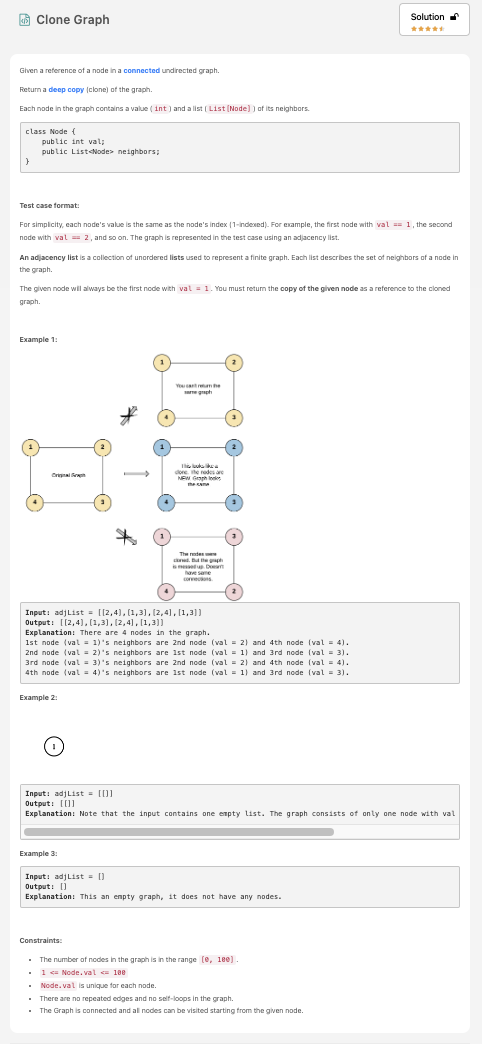 Clone Graph
Solution
Given a reference of a node in a connected undirected graph.
Return a deep copy (clone) of the graph.
Each node in the graph contains a value (int) and a list (List[Node]) of its neighbors.
class Node {
    public int val;
    public List<Node> neighbors;
}
Test case format:
For simplicity, each node's value is the same as the node's index (1-indexed). For example, the first node with val == 1, the second
node with val == 2, and so on. The graph is represented in the test case using an adjacency list.
An adjacency list is a collection of unordered lists used to represent a finite graph. Each list describes the set of neighbors of a node in
the graph.
The given node will always be the first node with val = 1. You must return the copy of the given node as a reference to the cloned
graph.
Example 1:
1 2
You can't return the
same graph
4 3
1 2
Original Graph
4 3
1 2
This looks like a
clone. The nodes are
NEW. Graph looks
the same.
4 3
1 3
The nodes were
cloned. But the graph
is messed up. Doesn't
have same
connections.
4 2
Input: adjList = [[2,4],[1,3],[2,4],[1,3]]
Output: [[2,4],[1,3],[2,4],[1,3]]
Explanation: There are 4 nodes in the graph.
1st node (val = 1)'s neighbors are 2nd node (val = 2) and 4th node (val = 4).
2nd node (val = 2)'s neighbors are 1st node (val = 1) and 3rd node (val = 3).
3rd node (val = 3)'s neighbors are 2nd node (val = 2) and 4th node (val = 4).
4th node (val = 4)'s neighbors are 1st node (val = 1) and 3rd node (val = 3).
Example 2:
1
Input: adjList = [[]]
Output: [[]]
Explanation: Note that the input contains one empty list. The graph consists of only one node with val
Example 3:
Input: adjList = []
Output: []
Explanation: This an empty graph, it does not have any nodes.
Constraints:
• The number of nodes in the graph is in the range [0, 100].
• 1 <= Node.val <= 100
• Node.val is unique for each node.
• There are no repeated edges and no self-loops in the graph.
• The Graph is connected and all nodes can be visited starting from the given node.